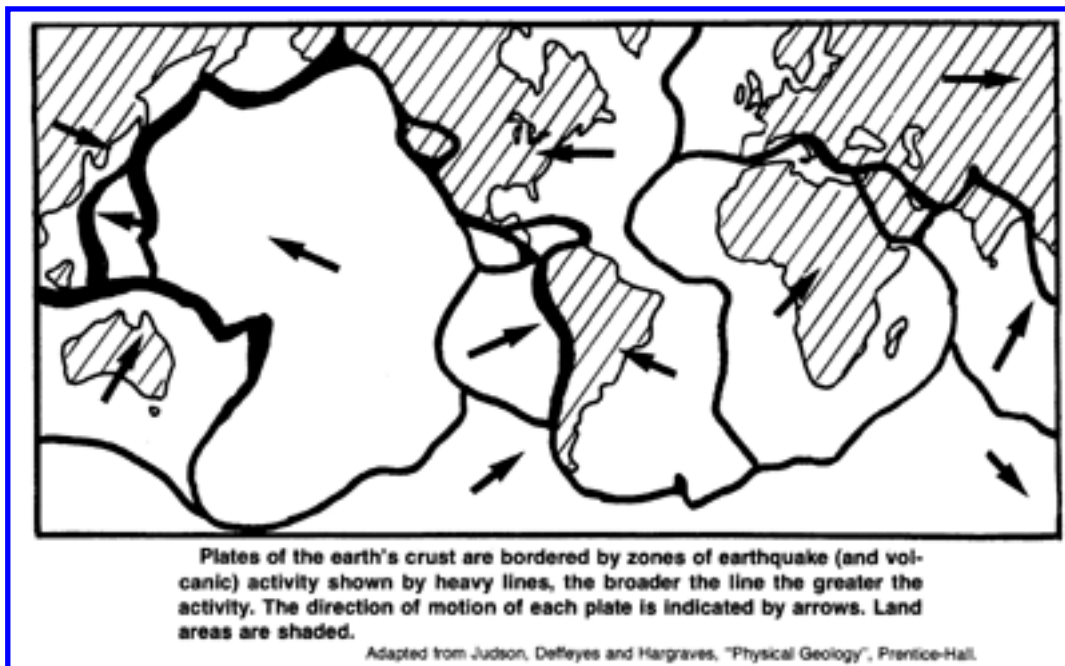 Plates of the earth's crust are bordered by zones of earthquake (and vol-
canic) activity shown by heavy lines, the broader the line the greater the
activity. The direction of motion of each plate is indicated by arrows. Land
areas are shaded.
Adapted from Judson, Deffeyes and Hargraves, "Physical Geology", Prentice-Hall.